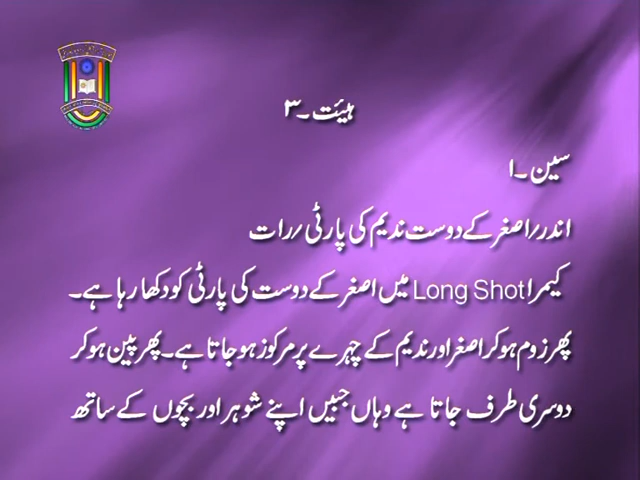 ہیئت ۔ ۳
سین ۔ ۱
اندر/اصغر کے دوست ندیم کی پارٹی/رات
کیمرا Long Shot میں اصغر کے دوست کی پارٹی کو دکھا رہا ہے۔
پھر زوم ہو کر اصغر اور ندیم کے چہرے پر مرکوز ہو جاتا ہے۔ پھر پین ہو کر
دوسری طرف جاتا ہے وہاں جبیں اپنے شوہر اور بچوں کے ساتھ